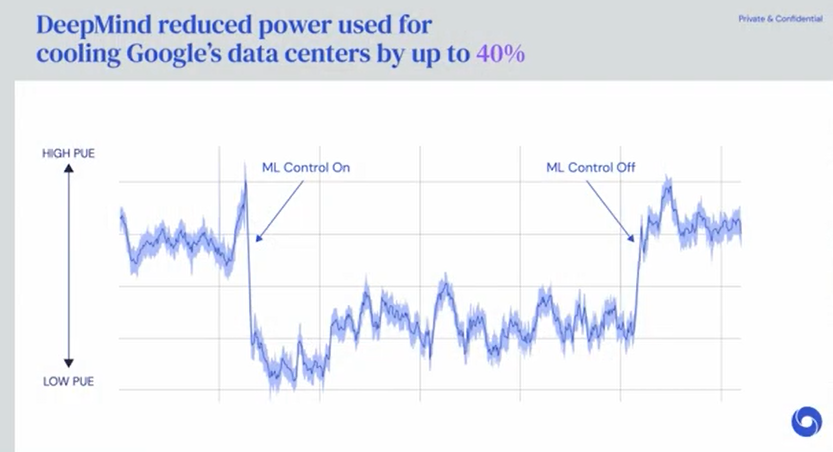 DeepMind reduced power used for
cooling Google's data centers by up to 40%
Private & Confidential
HIGH PUE
ML Control On
ML Control Off
LOW PUE